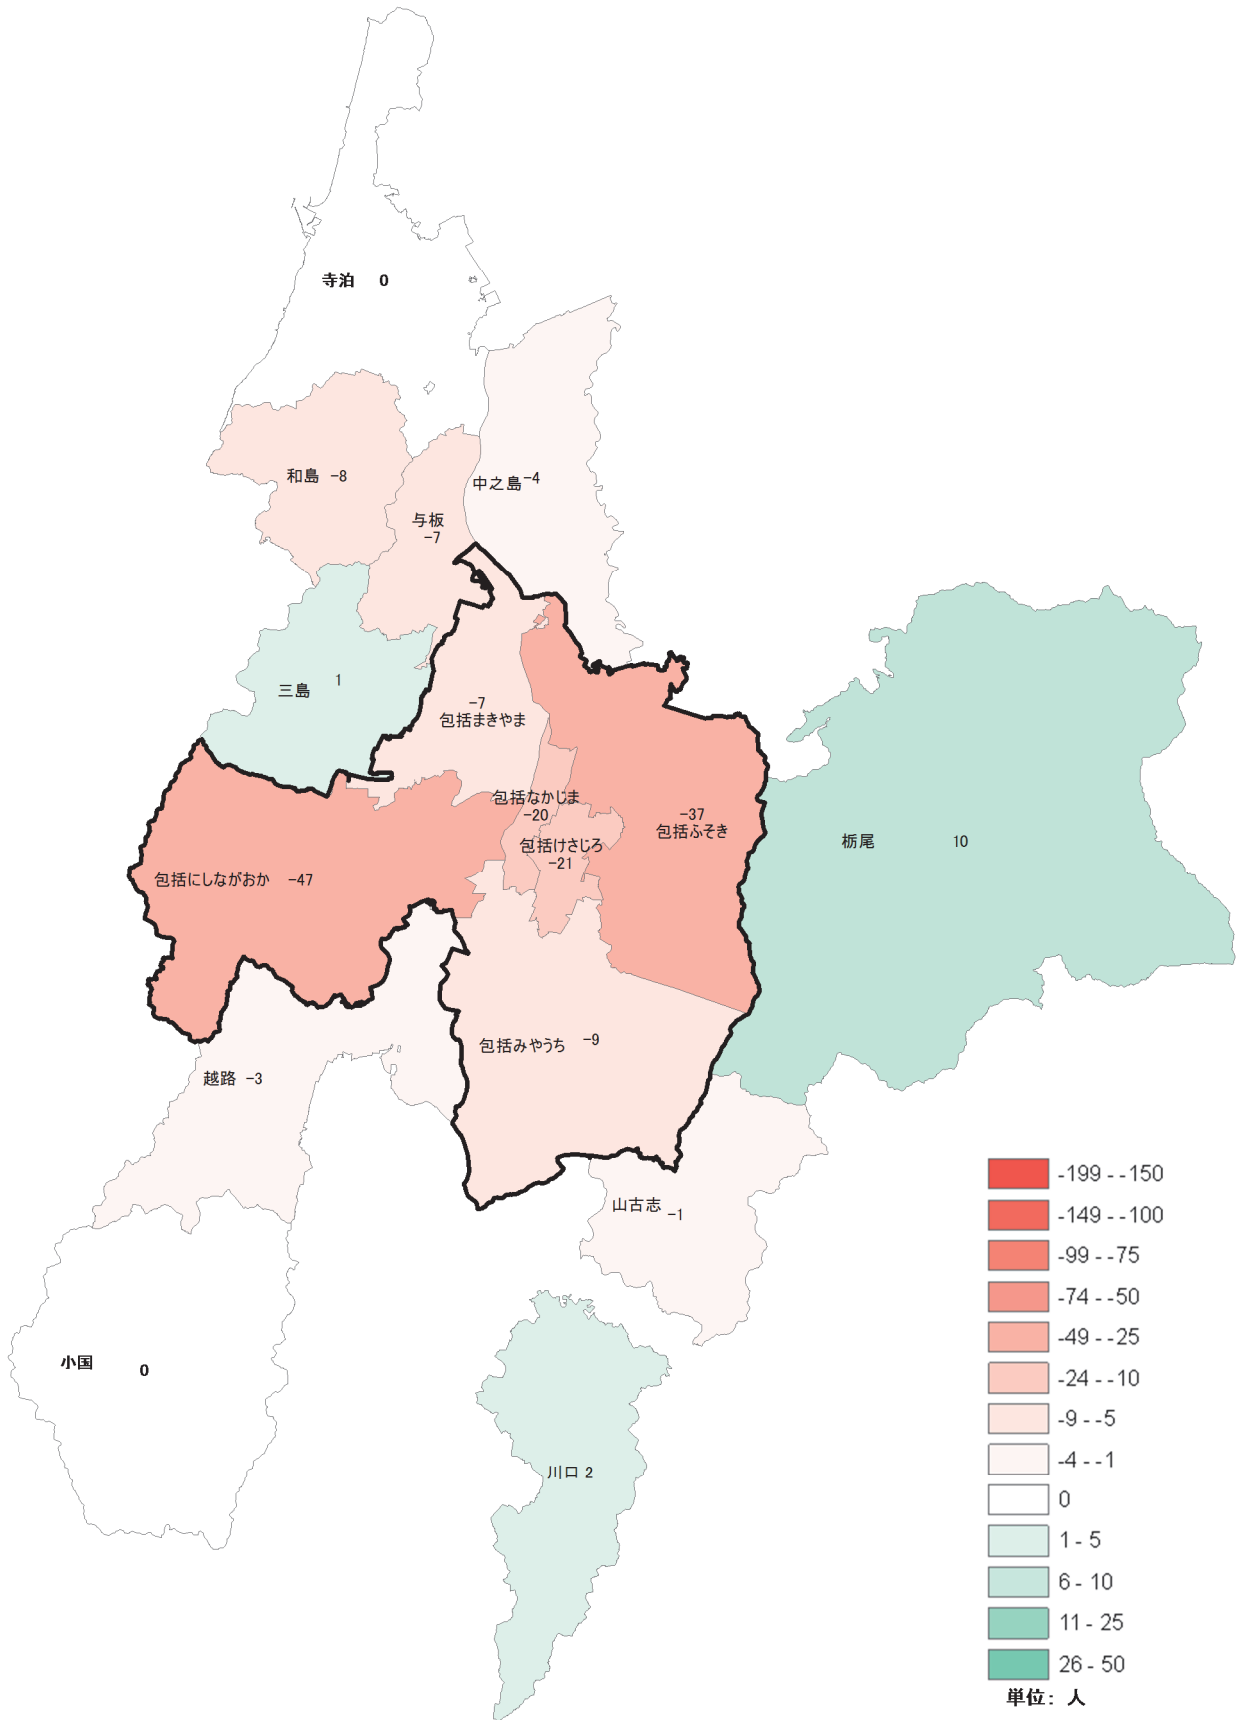 寺泊 0
和島 -8
中之島 -4
与板
-7
三島 1
-7
包括まきやま
包括なかじま
-20
-37
包括ふそき
包括けさじろ
-21
栃尾 10
包括にしながおか -47
包括みやうち -9
越路 -3
山古志 -1
小国 0
川口 2
-199 - -150
-149 - -100
-99 - -75
-74 - -50
-49 - -25
-24 - -10
-9 - -5
-4 - -1
0
1 - 5
6 - 10
11 - 25
26 - 50
単位：人